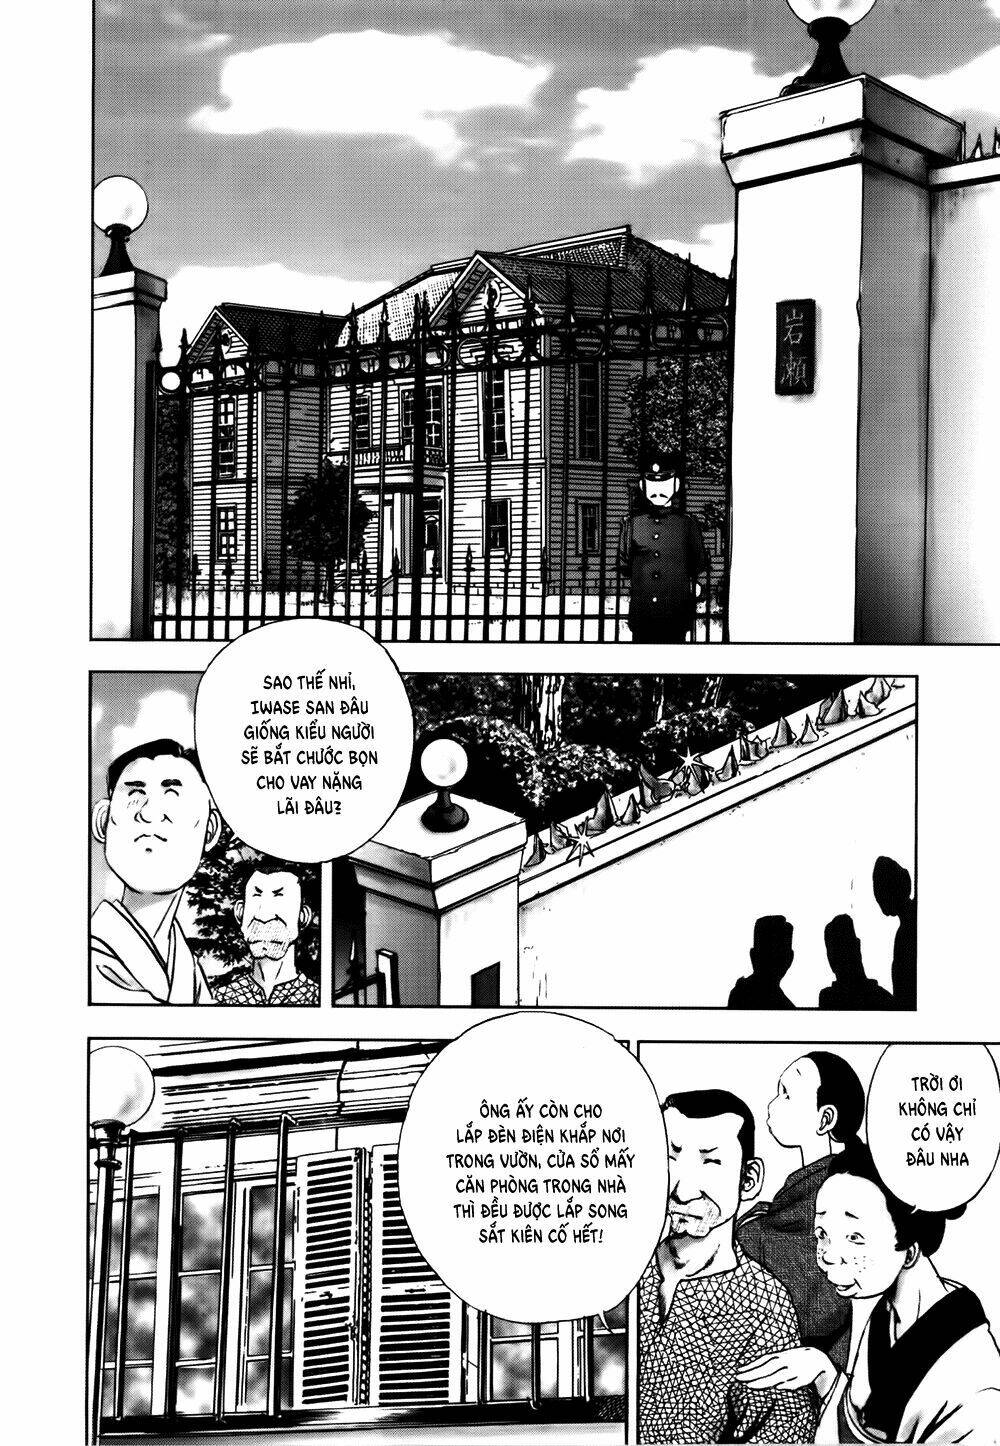 岩瀬
SAO THẾ NHỈ,
IWASE SAN ĐÂU
GIỐNG KIỂU NGƯỜI
SẼ BẮT CHƯỚC BỌN
CHO VAY NẶNG
LÃI ĐÂU?
TRỜI ƠI
KHÔNG CHỈ
CÓ VẬY
ĐÂU NHA
ÔNG ẤY CÒN CHO
LẮP ĐÈN ĐIỆN KHẮP NƠI
TRONG VƯỜN, CỬA SỔ MẤY
CĂN PHÒNG TRONG NHÀ
THÌ ĐỀU ĐƯỢC LẮP SONG
SẮT KIÊN CỐ HẾT!